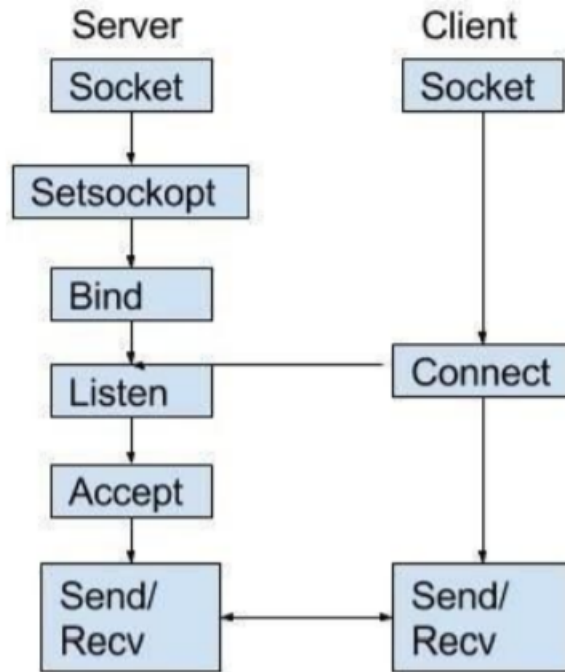 Server
Client
Socket
Socket
Setsockopt
Bind
Listen
Connect
Accept
Send/
Recv
Send/
Recv